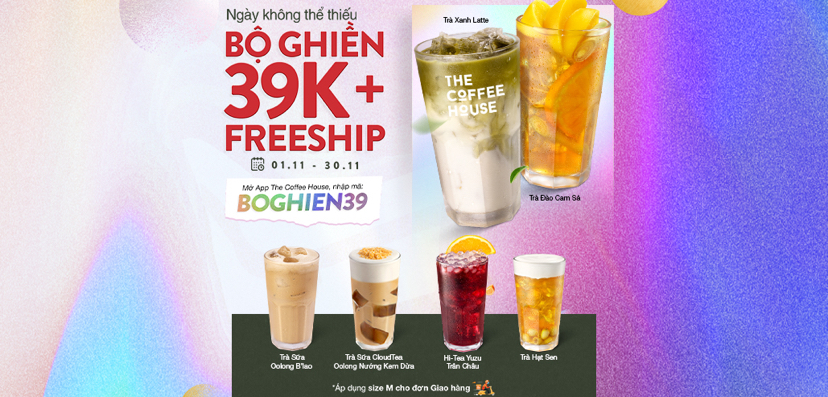 Ngày không thể thiếu
BỘ GHIỀN
39K+
FREESHIP
01.11 - 30.11
Mở App The Coffee House, nhập mã:
BOGHIEN39
Trà Xanh Latte
THE
COFFEE
HOUSE
Trà Đào Cam Sả
Trà Sữa
Oolong B'lao
Trà Sữa CloudTea
Oolong Nướng Kem Dừa
Hi-Tea Yuzu
Trân Châu
Trà Hạt Sen
*Áp dụng size M cho đơn Giao hàng